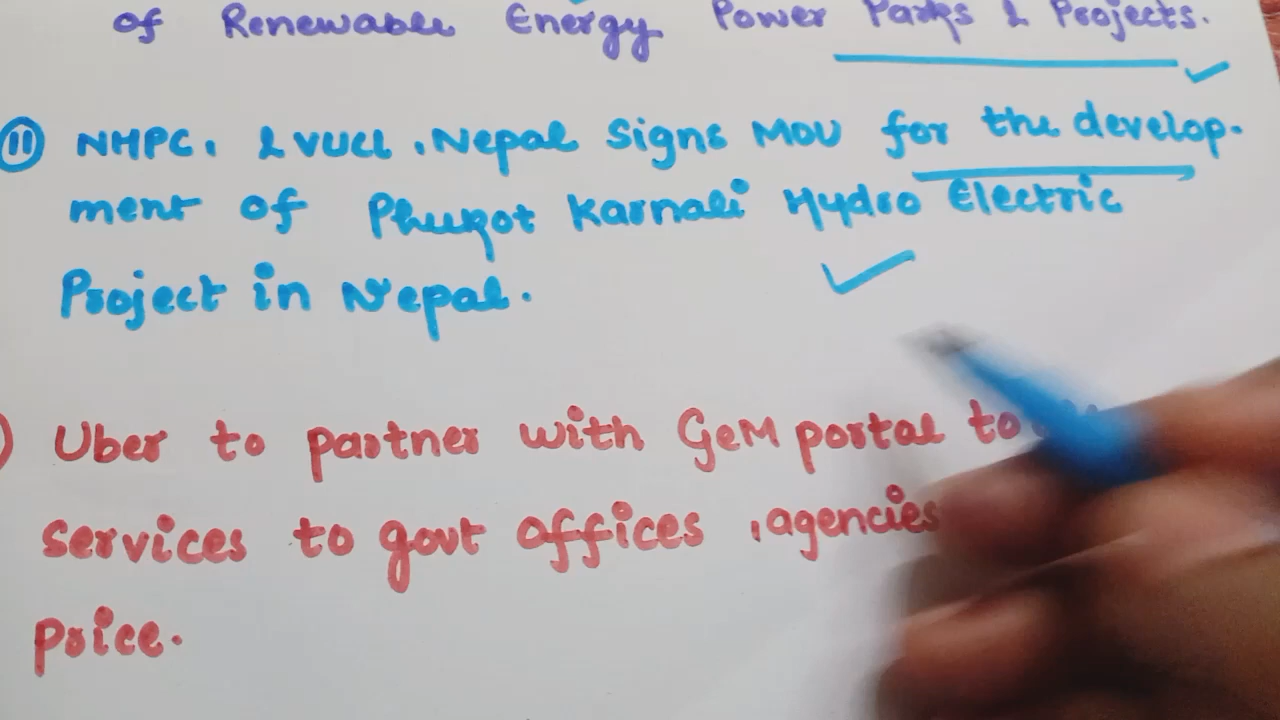 of Renewable Energy Power Parks & Projects.
11 NHPC, & VUCL, Nepal Signs MOU for the develop-
ment of Phukot Karnali Hydro Electric
Project in Nepal.
Uber to partner with GeM portal to
services to govt offices, agencies
price.